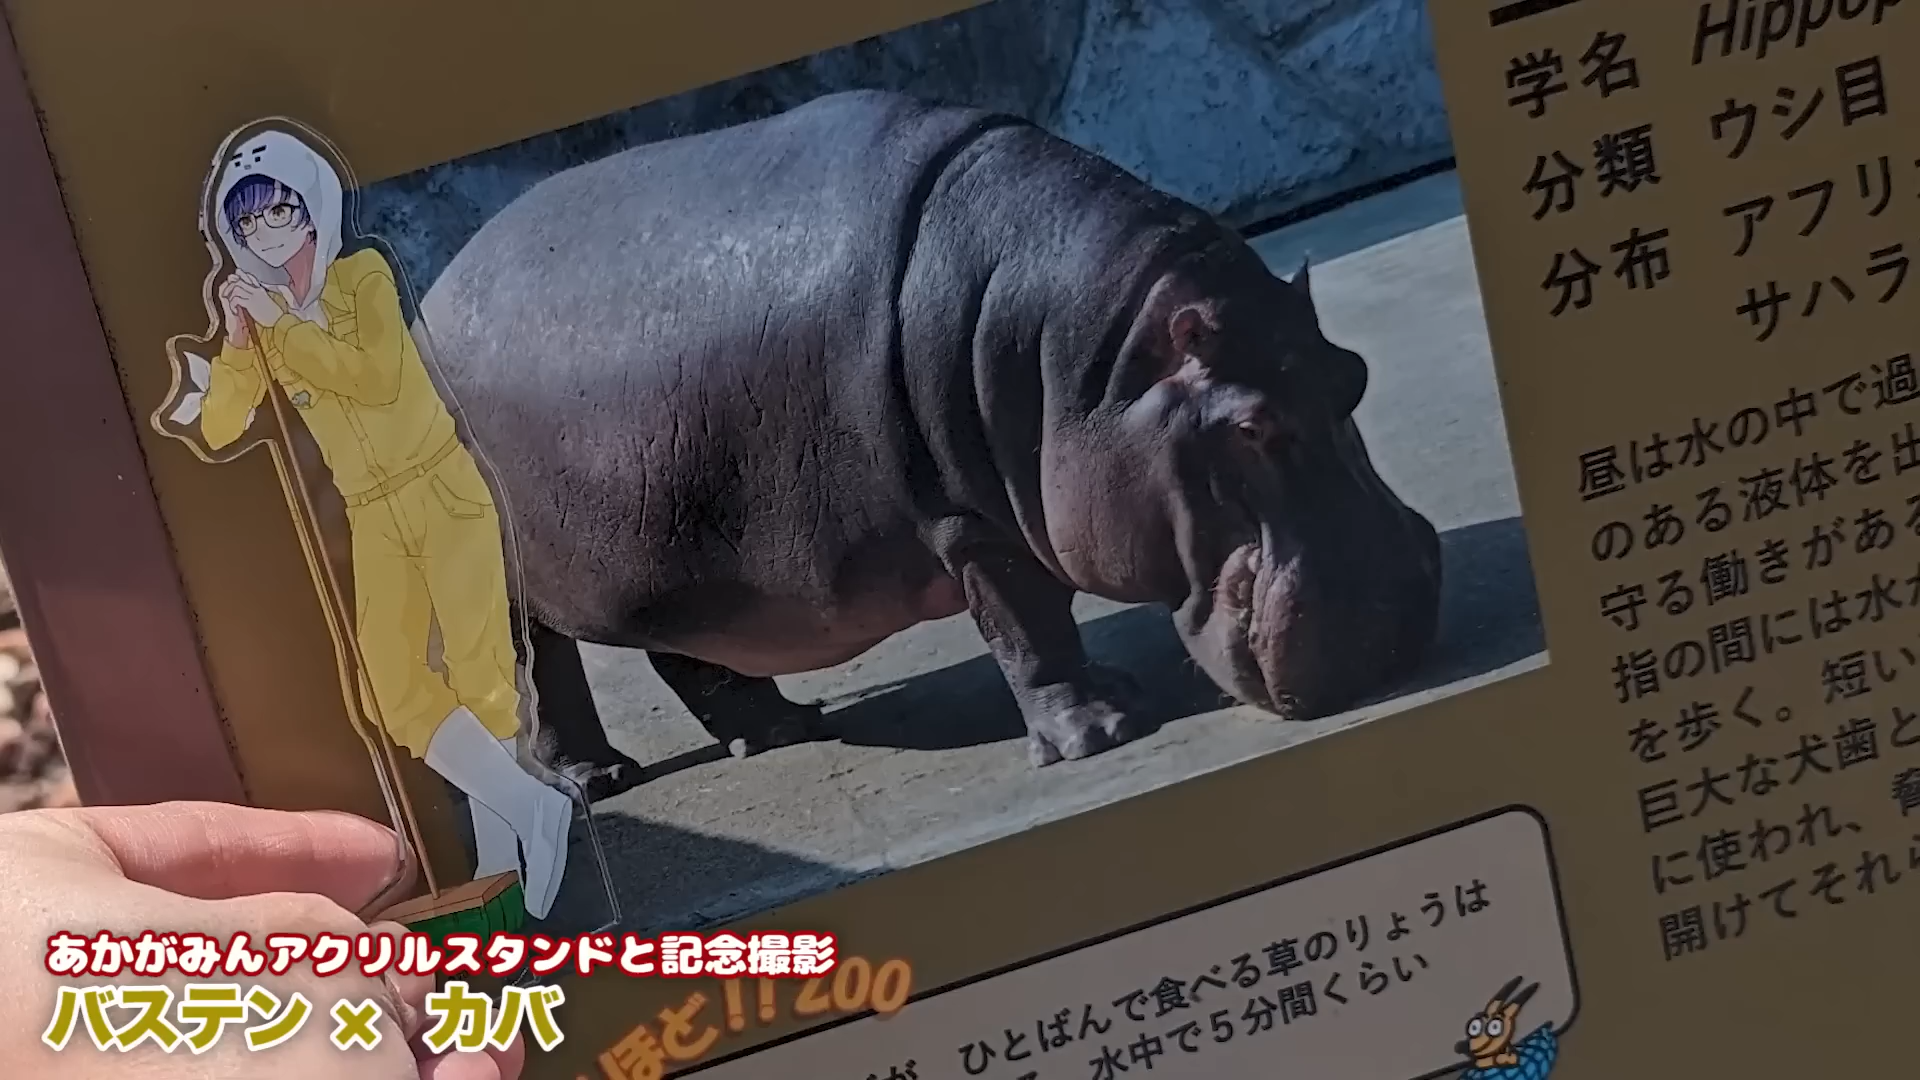 学名 Hippop
分類 ウシ目
分布 アフリ
サハラ
昼は水の中で過
のある液体を出
守る働きがある
指の間には水か
を歩く。短い
巨大な犬歯と
に使われ、
開けてそれ
ほど!!ZOO
ひとばんで食べる草のりょうは
水中で5分間くらい
あかがみんアクリルスタンドと記念撮影
バステン × カバ